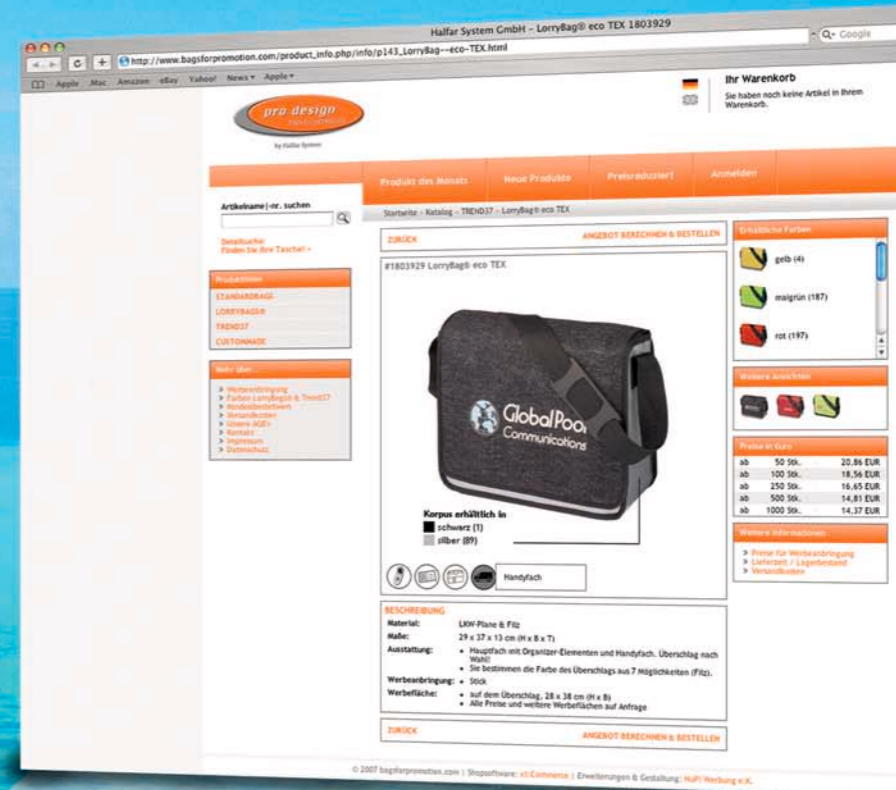 Halfar System GmbH - LorryBag® eco TEX 1803929
http://www.bagsforpromotion.com/product_info.php/info/p143_LorryBag--eco-TEX.html
Google
Apple .Mac Amazon eBay Yahoo! News Apple
pro design
by Halfar System
Ihr Warenkorb
Sie haben noch keine Artikel in Ihrem
Warenkorb.
Produkt des Monats Neue Produkte Preisreduziert Anmelden
Startseite - Katalog - TREND37 - LorryBag® eco TEX
Artikelname|-nr. suchen
Detailsuche:
Finden Sie Ihre Tasche! »
Produktlinien
STANDARDBAGS
LORRYBAGS®
TREND37
CUSTOMMADE
Mehr über...
» Werbeanbringung
» Farben LorryBags® & Trend37
» Mindestbestellwert
» Versandkosten
» Unsere AGB's
» Kontakt
» Impressum
» Datenschutz
ZURÜCK ANGEBOT BERECHNEN & BESTELLEN
#1803929 LorryBag® eco TEX
GlobalPool
Communications
Korpus erhältlich in
schwarz (1)
silber (89)
Handyfach
BESCHREIBUNG
Material: LKW-Plane & Filz
Maße: 29 x 37 x 13 cm (H x B x T)
Ausstattung: • Hauptfach mit Organizer-Elementen und Handyfach. Überschlag nach
Wahl!
• Sie bestimmen die Farbe des Überschlags aus 7 Möglichkeiten (Filz).
Werbeanbringung: • Stick
Werbefläche: • auf dem Überschlag, 28 x 38 cm (H x B)
• Alle Preise und weitere Werbeflächen auf Anfrage
ZURÜCK ANGEBOT BERECHNEN & BESTELLEN
Erhältliche Farben
gelb (4)
maigrün (187)
rot (197)
Weitere Ansichten
Preise in Euro
ab 50 Stk. - 20,86 EUR
ab 100 Stk. - 18,56 EUR
ab 250 Stk. - 16,65 EUR
ab 500 Stk. - 14,81 EUR
ab 1000 Stk. - 14,37 EUR
Weitere Informationen
» Preise für Werbeanbringung
» Lieferzeit / Lagerbestand
» Versandkosten
© 2007 bagsforpromotion.com | Shopsoftware: xt:Commerce | Erweiterungen & Gestaltung: NuPi Werbung e.K.